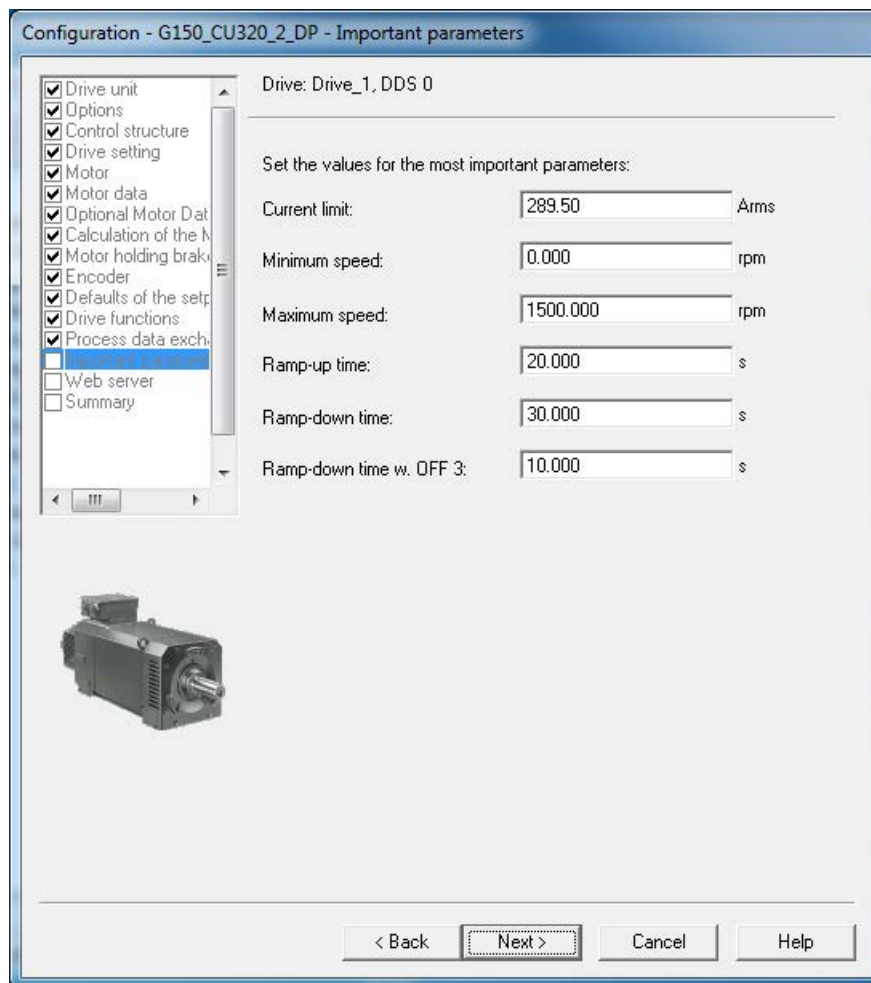 Configuration - G150_CU320_2_DP - Important parameters
Drive unit
Options
Control structure
Drive setting
Motor
Motor data
Optional Motor Dat
Calculation of the M
Motor holding brak
Encoder
Defaults of the setp
Drive functions
Process data exch
Web server
Summary
Drive: Drive_1, DDS 0
Set the values for the most important parameters:
Current limit: 289.50 Arms
Minimum speed: 0.000 rpm
Maximum speed: 1500.000 rpm
Ramp-up time: 20.000 s
Ramp-down time: 30.000 s
Ramp-down time w. OFF 3: 10.000 s
< Back Next > Cancel Help